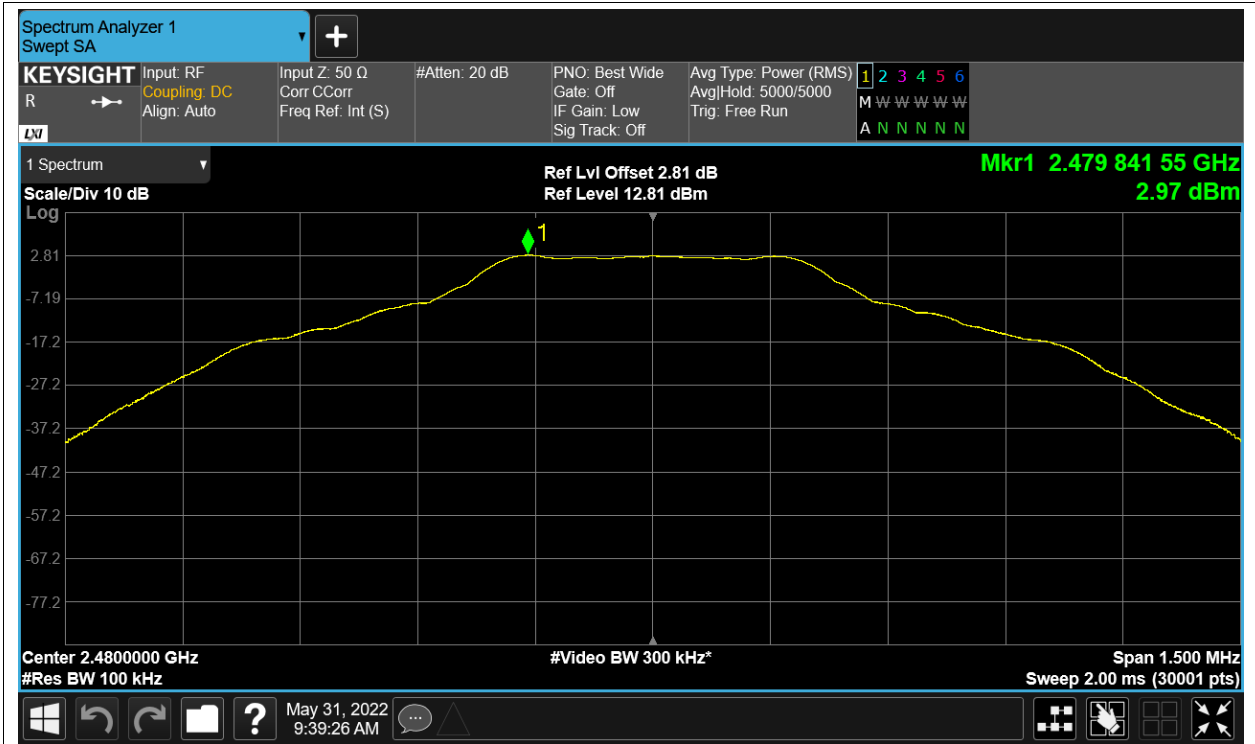 Spectrum Analyzer 1
Swept SA
KEYSIGHT
R
LXI
Input: RF
Coupling: DC
Align: Auto
Input Z: 50 Ω
Corr CCorr
Freq Ref: Int (S)
#Atten: 20 dB
PNO: Best Wide
Gate: Off
IF Gain: Low
Sig Track: Off
Avg Type: Power (RMS)
Avg|Hold: 5000/5000
Trig: Free Run
1 2 3 4 5 6
M W W W W W
A N N N N N
1 Spectrum
Scale/Div 10 dB
Log
Ref Lvl Offset 2.81 dB
Ref Level 12.81 dBm
Mkr1 2.479 841 55 GHz
2.97 dBm
1
2.81
-7.19
-17.2
-27.2
-37.2
-47.2
-57.2
-67.2
-77.2
Center 2.4800000 GHz
#Res BW 100 kHz
#Video BW 300 kHz*
Span 1.500 MHz
Sweep 2.00 ms (30001 pts)
?
May 31, 2022
9:39:26 AM